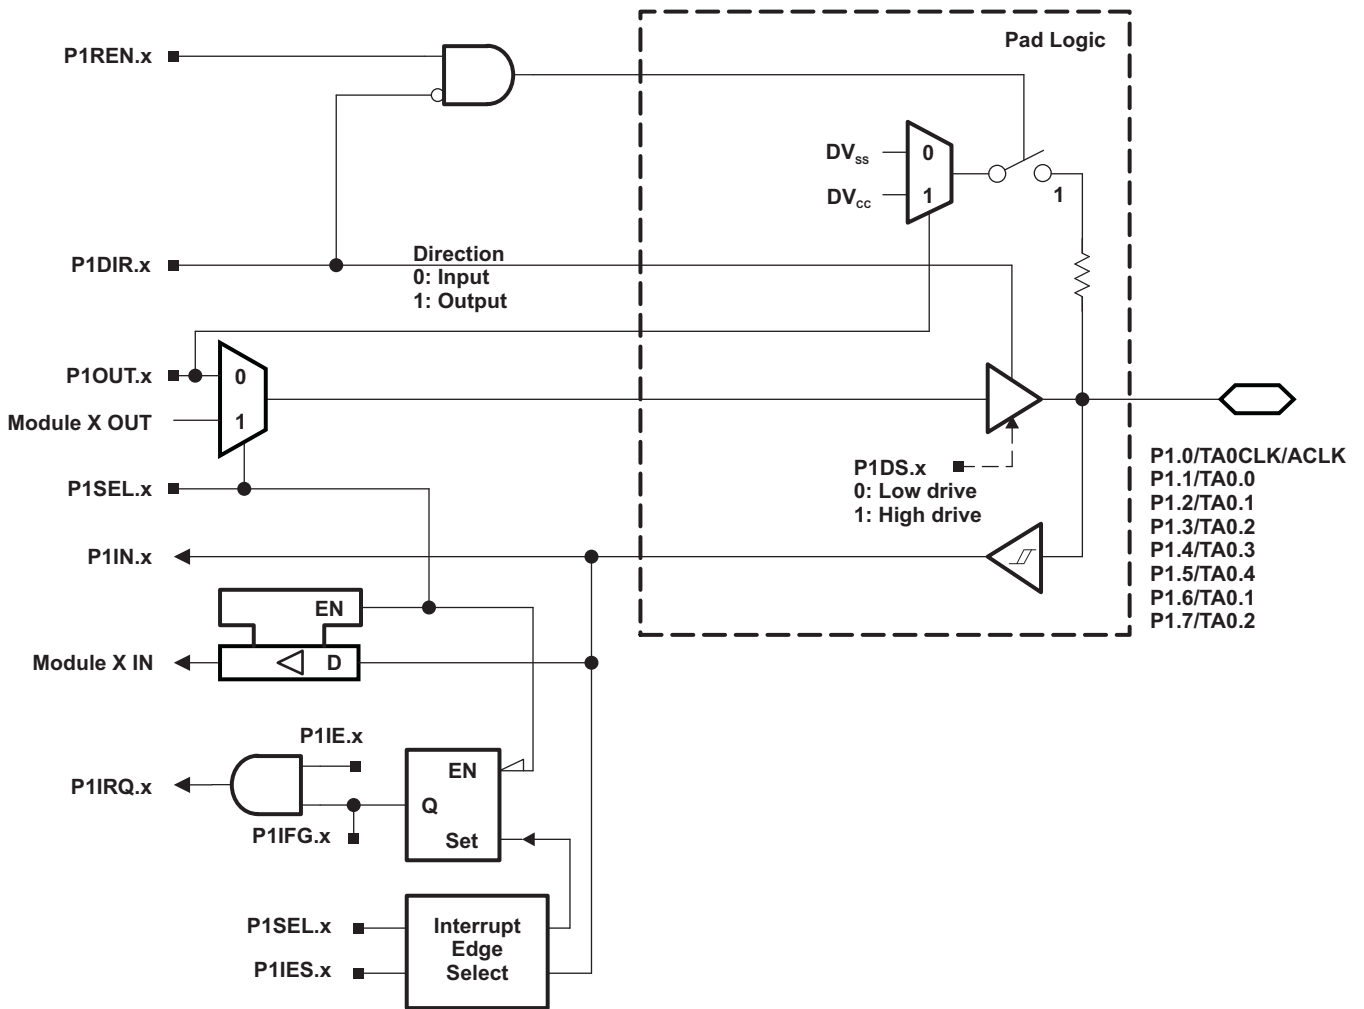 Pad Logic
P1REN.x
DVss
0
DVcc
1
1
P1DIR.x
Direction
0: Input
1: Output
P1OUT.x
0
Module X OUT
1
P1DS.x
0: Low drive
1: High drive
P1SEL.x
P1.0/TA0CLK/ACLK
P1.1/TA0.0
P1.2/TA0.1
P1.3/TA0.2
P1.4/TA0.3
P1.5/TA0.4
P1.6/TA0.1
P1.7/TA0.2
P1IN.x
EN
Module X IN
D
P1IE.x
P1IRQ.x
EN
Q
P1IFG.x
Set
P1SEL.x
P1IES.x
Interrupt
Edge
Select